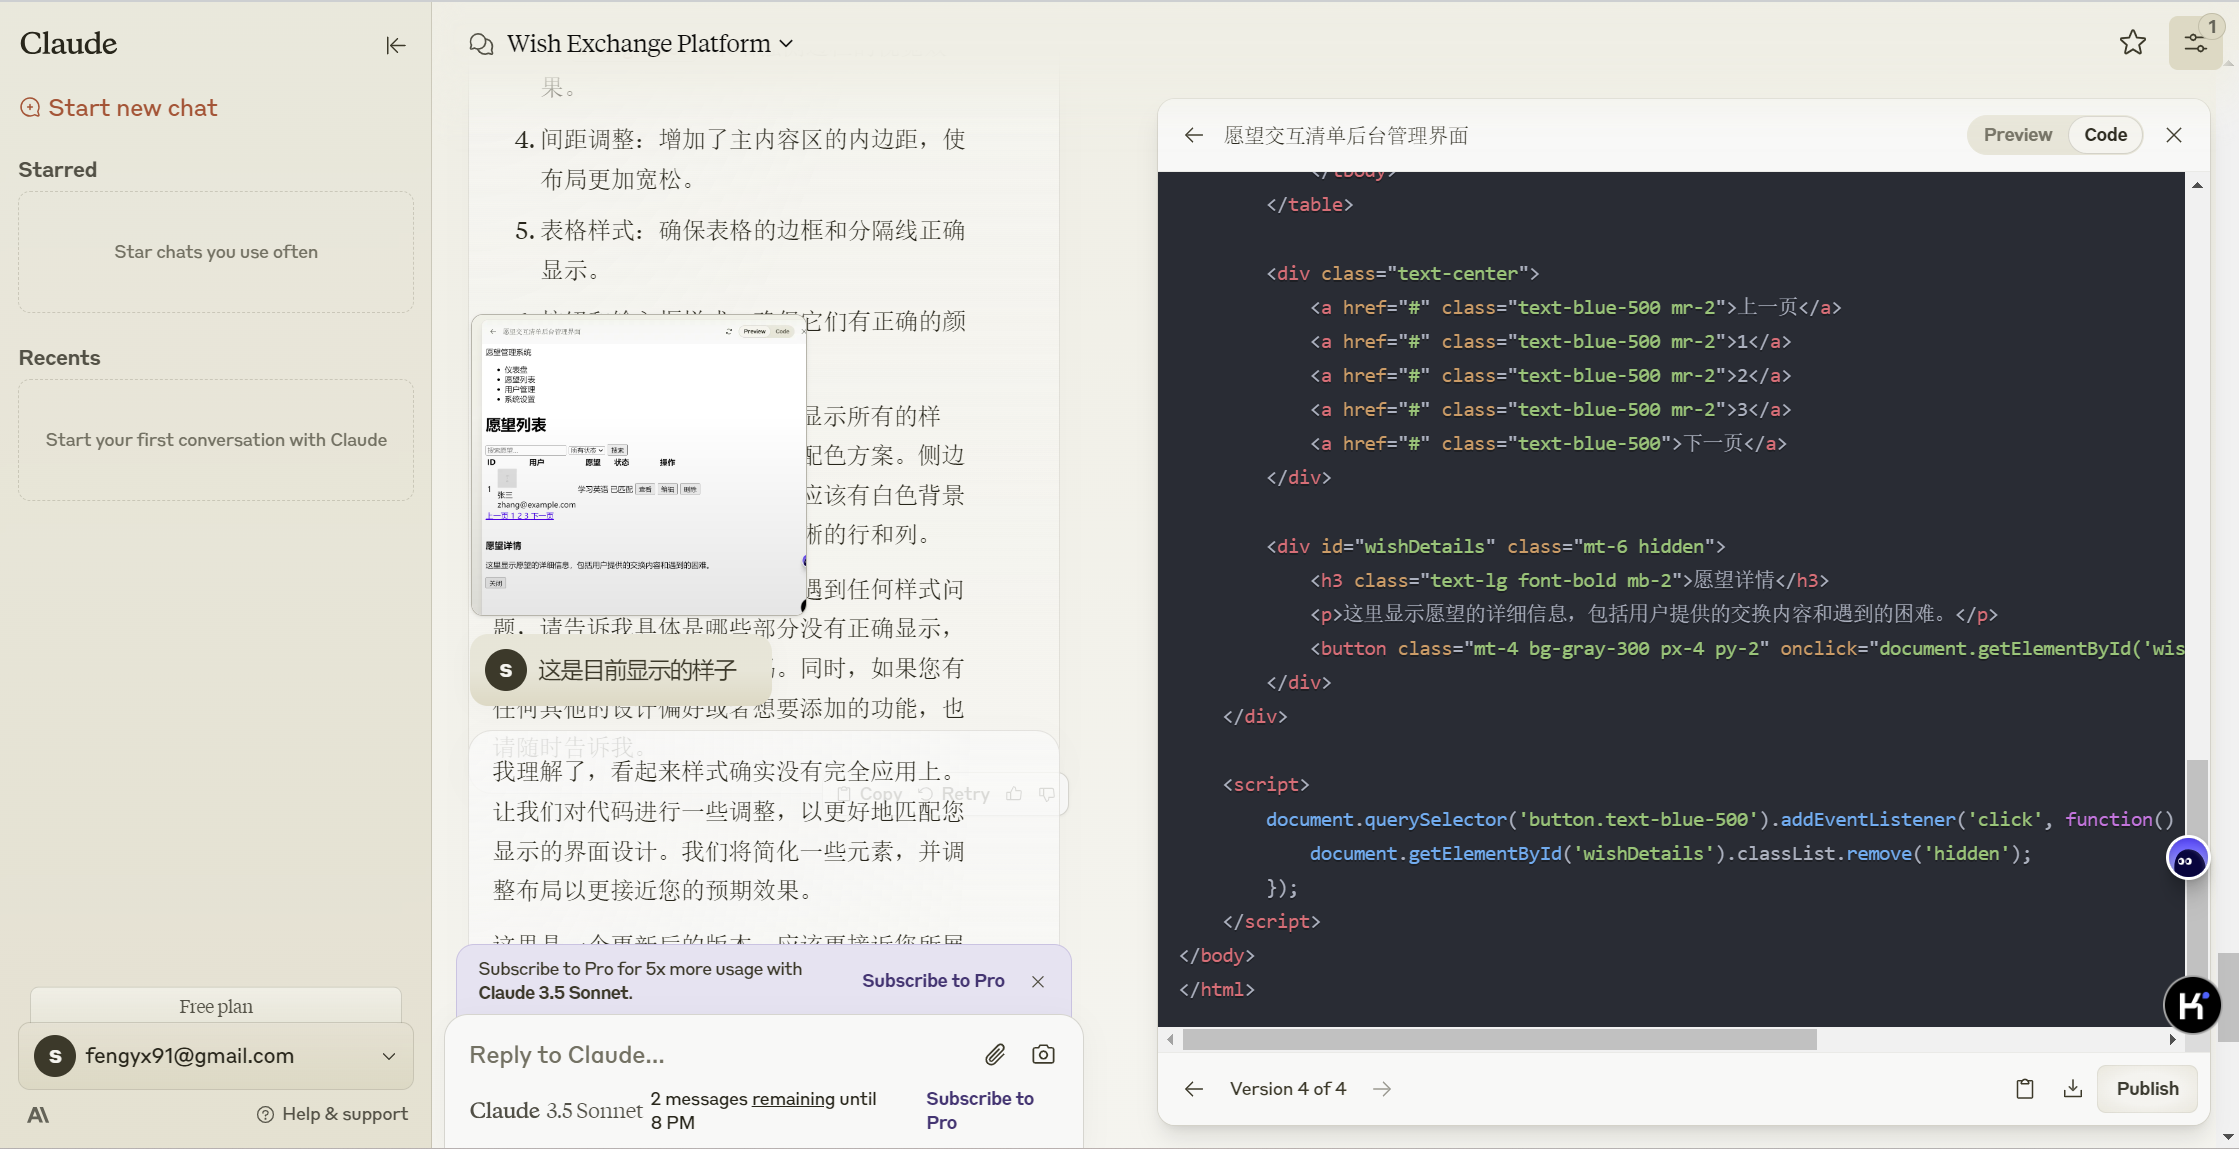 Claude
Start new chat
Starred
Star chats you use often
Recents
Start your first conversation with Claude
Free plan
S
fengyx91@gmail.com
Help & support
Wish Exchange Platform
果。
4. 间距调整：增加了主内容区的内边距，使
布局更加宽松。
5. 表格样式：确保表格的边框和分隔线正确
显示。
它们有正确的颜
显示所有的样
配色方案。侧边
应该有白色背景
晰的行和列。
遇到任何样式问
题，请告诉我具体是哪些部分没有正确显示，
。同时，如果您有
任何其他的设计偏好或者想要添加的功能，也
请随时告诉我。
愿望交互清单后台管理界面
Preview Code
愿望管理系统
仪表盘
愿望列表
用户管理
系统设置
愿望列表
搜索愿望...
所有状态
搜索
ID 用户 愿望 状态 操作
1
张三
zhang@example.com
学习英语 已匹配 查看 编辑 删除
上一页 1 2 3 下一页
愿望详情
这里显示愿望的详细信息，包括用户提供的交换内容和遇到的困难。
关闭
S
这是目前显示的样子
Copy Retry
我理解了，看起来样式确实没有完全应用上。
让我们对代码进行一些调整，以更好地匹配您
显示的界面设计。我们将简化一些元素，并调
整布局以更接近您的预期效果。
这里是一个更新后的版本，应该更接近您所展
Subscribe to Pro for 5x more usage with
Claude 3.5 Sonnet.
Subscribe to Pro
Reply to Claude...
Claude 3.5 Sonnet
2 messages remaining until
8 PM
Subscribe to
Pro
1
愿望交互清单后台管理界面
Preview Code
</tbody>
</table>
<div class="text-center">
<a href="#" class="text-blue-500 mr-2">上一页</a>
<a href="#" class="text-blue-500 mr-2">1</a>
<a href="#" class="text-blue-500 mr-2">2</a>
<a href="#" class="text-blue-500 mr-2">3</a>
<a href="#" class="text-blue-500">下一页</a>
</div>
<div id="wishDetails" class="mt-6 hidden">
<h3 class="text-lg font-bold mb-2">愿望详情</h3>
<p>这里显示愿望的详细信息，包括用户提供的交换内容和遇到的困难。</p>
<button class="mt-4 bg-gray-300 px-4 py-2" onclick="document.getElementById('wis
</div>
</div>
<script>
document.querySelector('button.text-blue-500').addEventListener('click', function()
document.getElementById('wishDetails').classList.remove('hidden');
});
</script>
</body>
</html>
Version 4 of 4
Publish